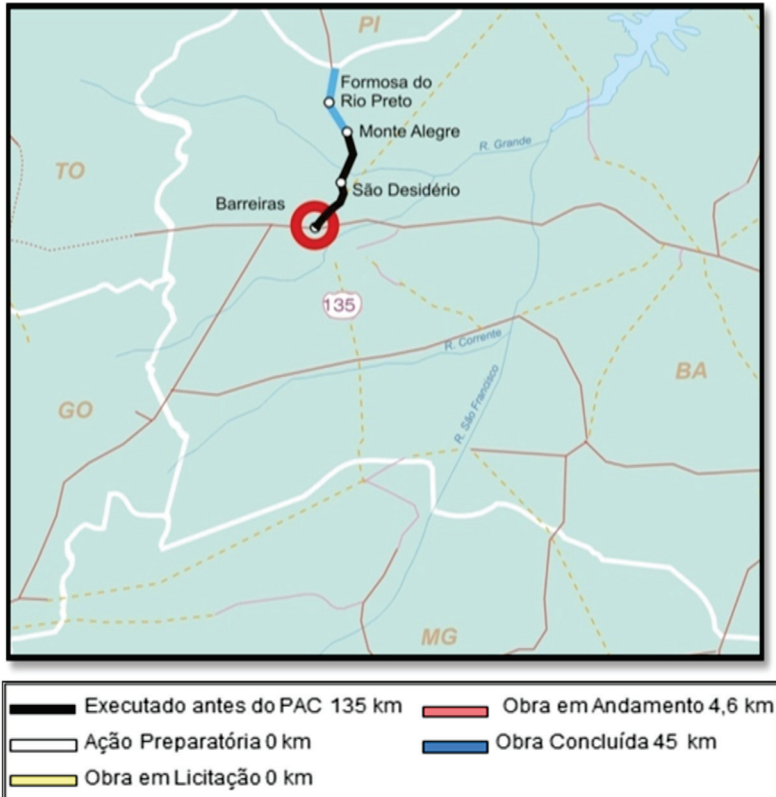 PI
Formosa do
Rio Preto
Monte Alegre
R. Grande
TO
São Desidério
Barreiras
135
R. Corrente
BA
GO
R. São Francisco
MG
Executado antes do PAC 135 km
Obra em Andamento 4,6 km
Ação Preparatória 0 km
Obra Concluída 45 km
Obra em Licitação 0 km